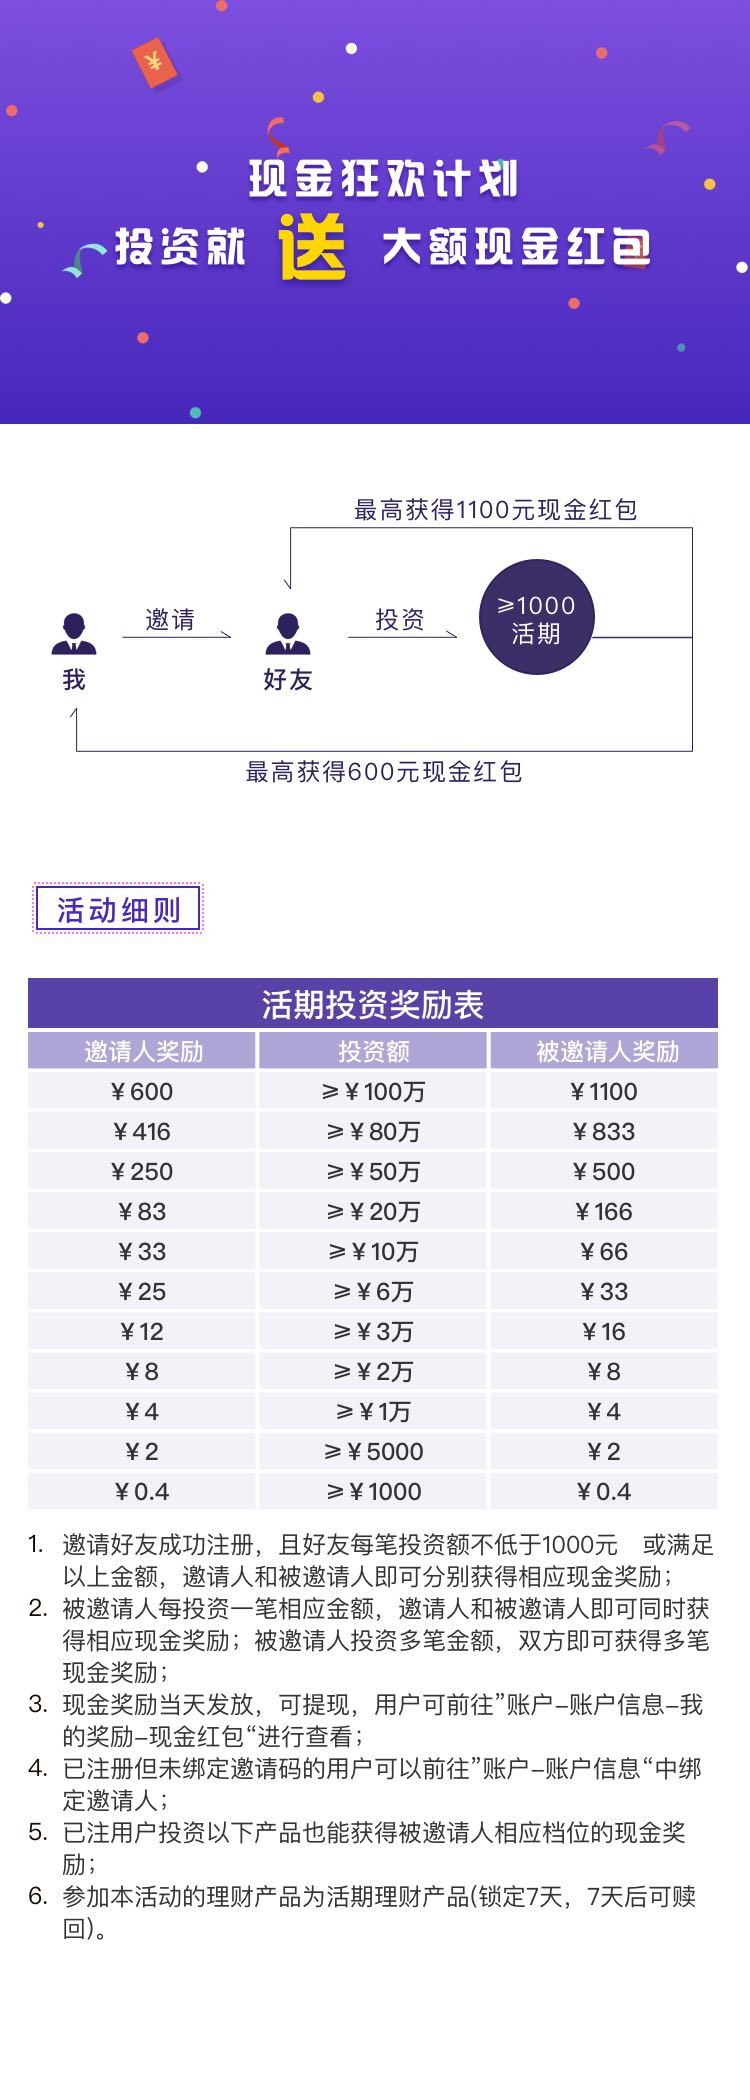 ¥
现金狂欢计划
投资就 送 大额现金红包
最高获得1100元现金红包
邀请
投资
≥1000
活期
我
好友
最高获得600元现金红包
活动细则
活期投资奖励表
邀请人奖励 投资额 被邀请人奖励
¥600 ≥¥100万 ¥1100
¥416 ≥¥80万 ¥833
¥250 ≥¥50万 ¥500
¥83 ≥¥20万 ¥166
¥33 ≥¥10万 ¥66
¥25 ≥¥6万 ¥33
¥12 ≥¥3万 ¥16
¥8 ≥¥2万 ¥8
¥4 ≥¥1万 ¥4
¥2 ≥¥5000 ¥2
¥0.4 ≥¥1000 ¥0.4
1. 邀请好友成功注册，且好友每笔投资额不低于1000元　或满足
以上金额，邀请人和被邀请人即可分别获得相应现金奖励；
2. 被邀请人每投资一笔相应金额，邀请人和被邀请人即可同时获
得相应现金奖励；被邀请人投资多笔金额，双方即可获得多笔
现金奖励；
3. 现金奖励当天发放，可提现，用户可前往”账户–账户信息–我
的奖励–现金红包“进行查看；
4. 已注册但未绑定邀请码的用户可以前往”账户–账户信息“中绑
定邀请人；
5. 已注用户投资以下产品也能获得被邀请人相应档位的现金奖
励；
6. 参加本活动的理财产品为活期理财产品(锁定7天，7天后可赎
回)。